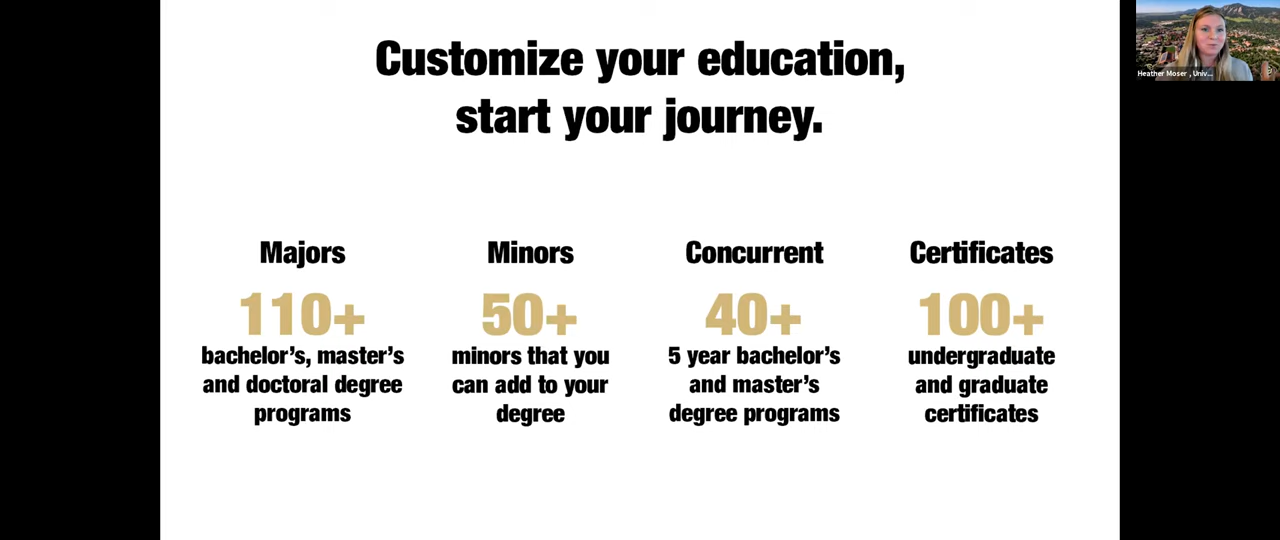 Customize your education,
start your journey.
Majors
110+
bachelor's, master's
and doctoral degree
programs
Minors
50+
minors that you
can add to your
degree
Concurrent
40+
5 year bachelor's
and master's
degree programs
Certificates
100+
undergraduate
and graduate
certificates
Heather Moser , Univ...